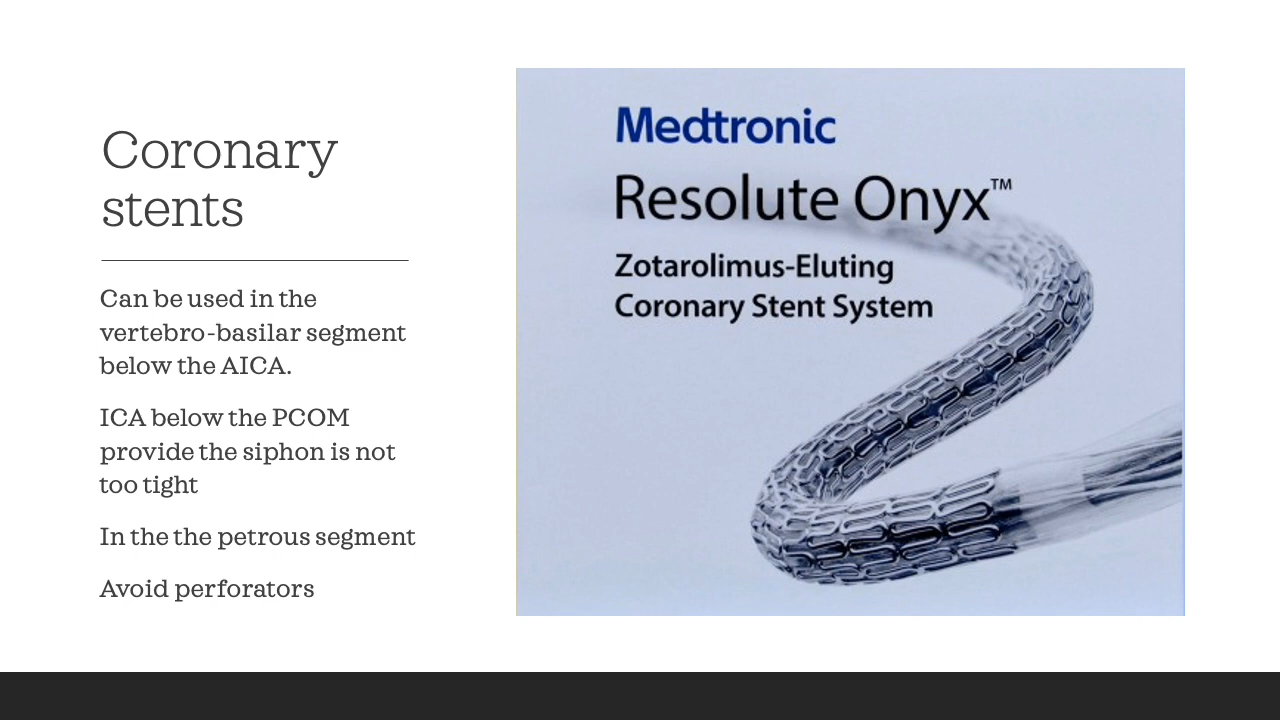 Coronary
stents
Can be used in the
vertebro-basilar segment
below the AICA.
ICA below the PCOM
provide the siphon is not
too tight
In the the petrous segment
Avoid perforators
Medtronic
Resolute Onyx™
Zotarolimus-Eluting
Coronary Stent System